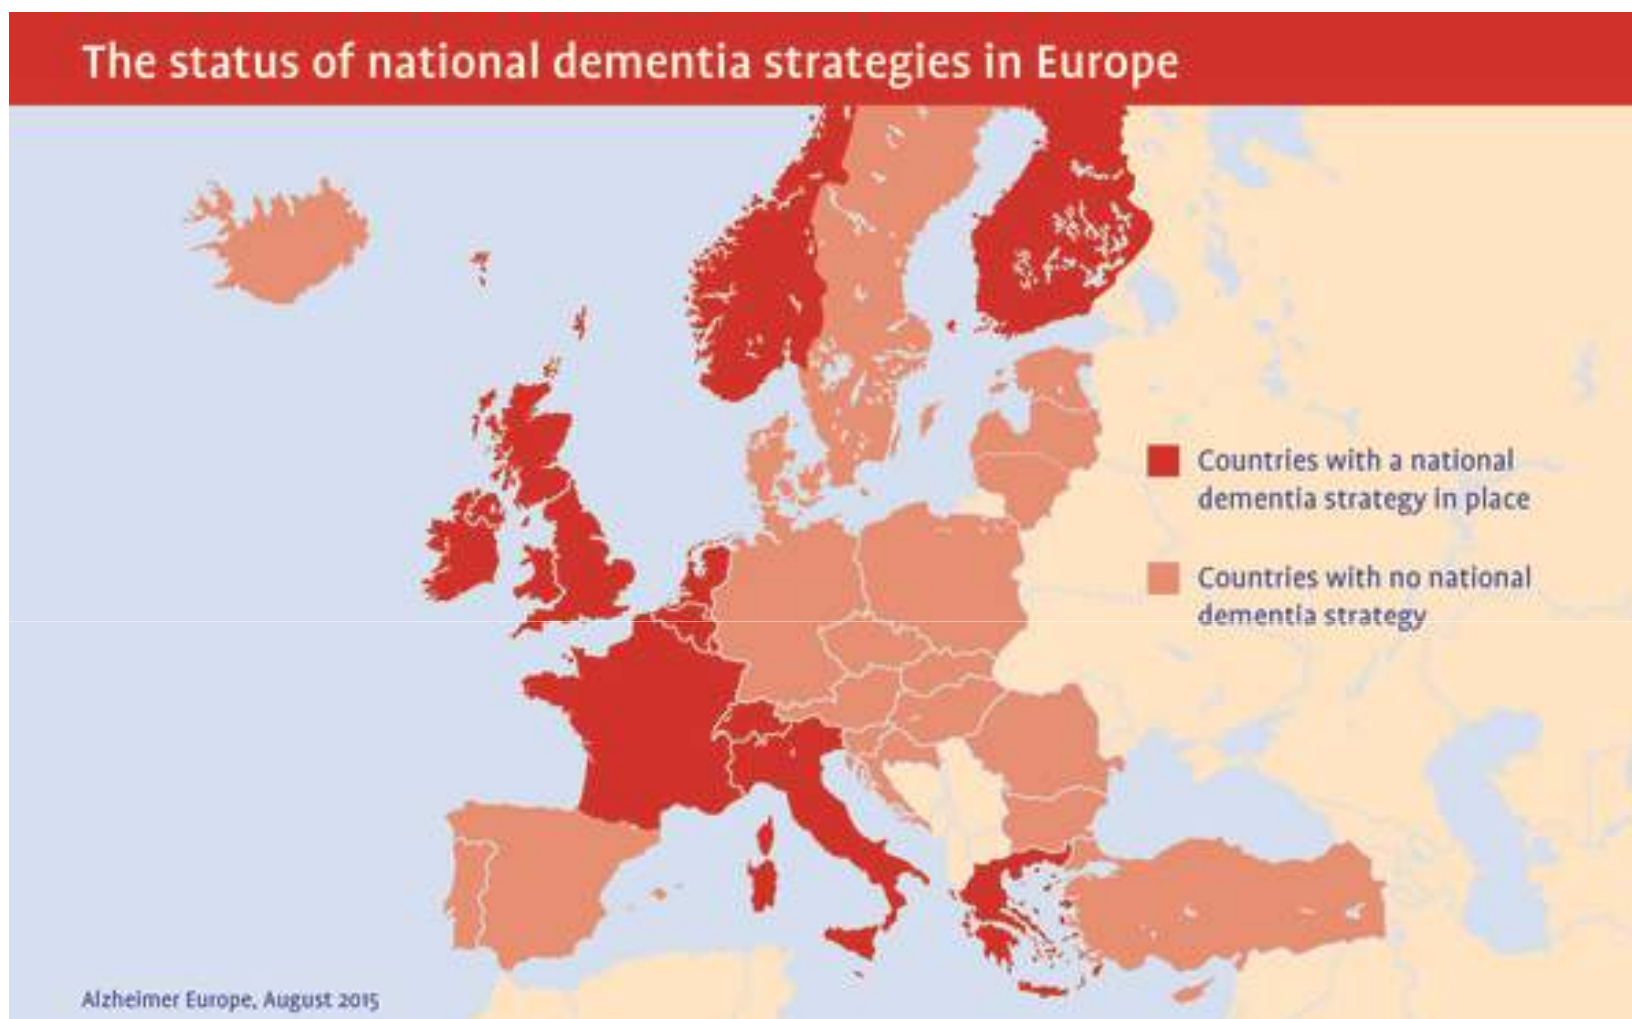 The status of national dementia strategies in Europe
Countries with a national
dementia strategy in place
Countries with no national
dementia strategy
Alzheimer Europe, August 2015